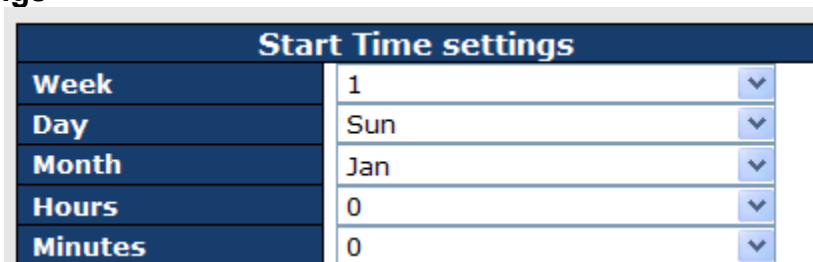 Start Time settings
Week 1
Day Sun
Month Jan
Hours 0
Minutes 0